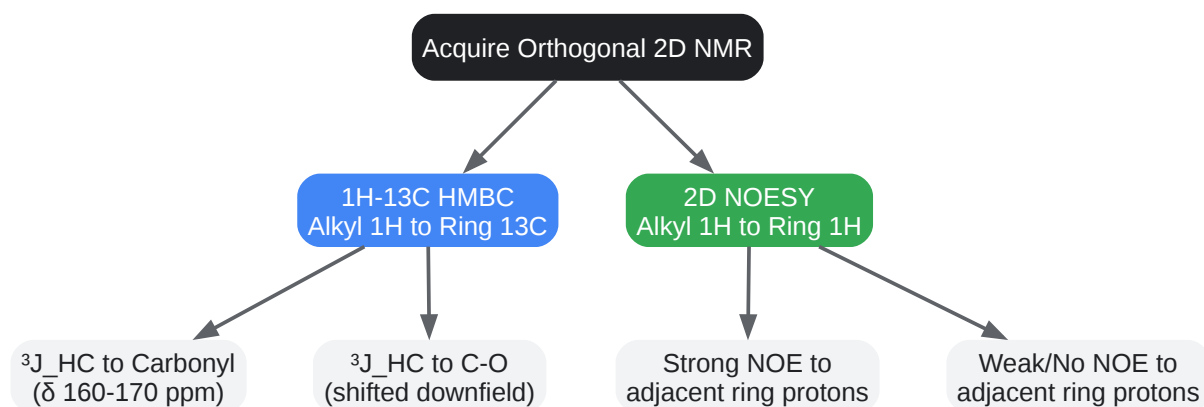 Acquire Orthogonal 2D NMR
1H-13C HMBC
Alkyl 1H to Ring 13C
2D NOESY
Alkyl 1H to Ring 1H
³J_HC to Carbonyl
(δ 160-170 ppm)
³J_HC to C-O
(shifted downfield)
Strong NOE to
adjacent ring protons
Weak/No NOE to
adjacent ring protons